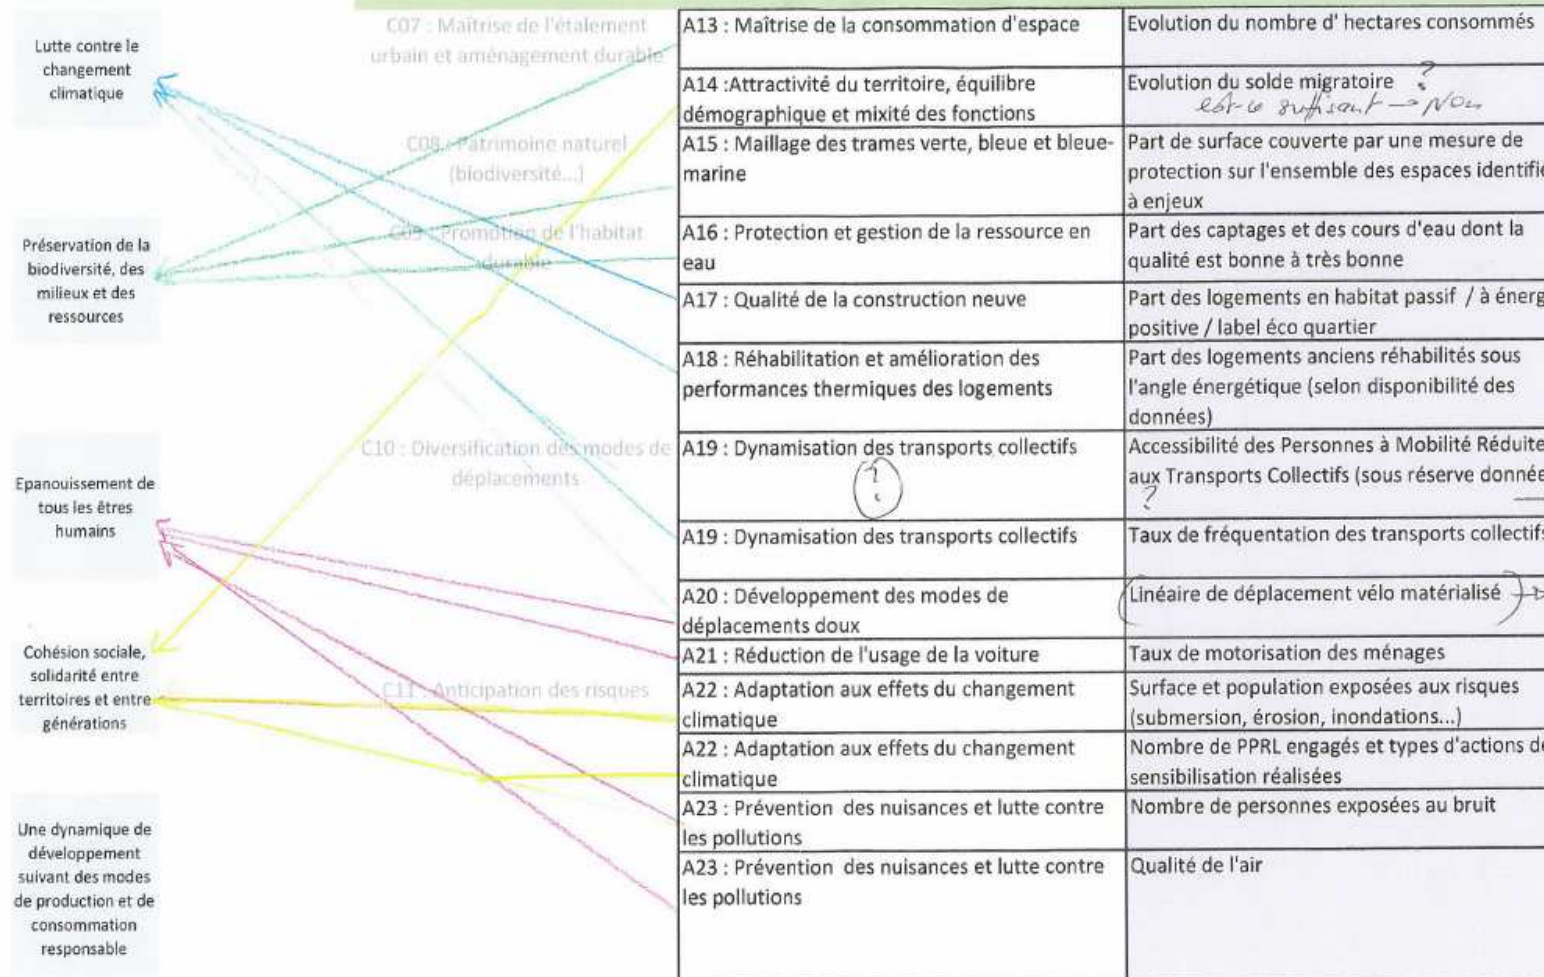 Lutte contre le
changement
climatique
Préservation de la
biodiversité, des
milieux et des
ressources
Epanouissement de
tous les êtres
humains
Cohésion sociale,
solidarité entre
territoires et entre
générations
Une dynamique de
développement
suivant des modes
de production et de
consommation
responsable
C07 : Maîtrise de l'étalement
urbain et aménagement durable
C08 : Patrimoine naturel
(biodiversité...)
C09 : Promotion de l'habitat
durable
C10 : Diversification des modes de
déplacements
C11 : Anticipation des risques
A13 : Maîtrise de la consommation d'espace
Evolution du nombre d' hectares consommés
A14 :Attractivité du territoire, équilibre
démographique et mixité des fonctions
Evolution du solde migratoire ?
est-ce suffisant → Non
A15 : Maillage des trames verte, bleue et bleue-
marine
Part de surface couverte par une mesure de
protection sur l'ensemble des espaces identifié
à enjeux
A16 : Protection et gestion de la ressource en
eau
Part des captages et des cours d'eau dont la
qualité est bonne à très bonne
A17 : Qualité de la construction neuve
Part des logements en habitat passif / à énerg
positive / label éco quartier
A18 : Réhabilitation et amélioration des
performances thermiques des logements
Part des logements anciens réhabilités sous
l'angle énergétique (selon disponibilité des
données)
A19 : Dynamisation des transports collectifs
?
Accessibilité des Personnes à Mobilité Réduite
aux Transports Collectifs (sous réserve donnée
?
A19 : Dynamisation des transports collectifs
Taux de fréquentation des transports collectifs
A20 : Développement des modes de
déplacements doux
(Linéaire de déplacement vélo matérialisé) →
A21 : Réduction de l'usage de la voiture
Taux de motorisation des ménages
A22 : Adaptation aux effets du changement
climatique
Surface et population exposées aux risques
(submersion, érosion, inondations...)
A22 : Adaptation aux effets du changement
climatique
Nombre de PPRL engagés et types d'actions de
sensibilisation réalisées
A23 : Prévention des nuisances et lutte contre
les pollutions
Nombre de personnes exposées au bruit
A23 : Prévention des nuisances et lutte contre
les pollutions
Qualité de l'air